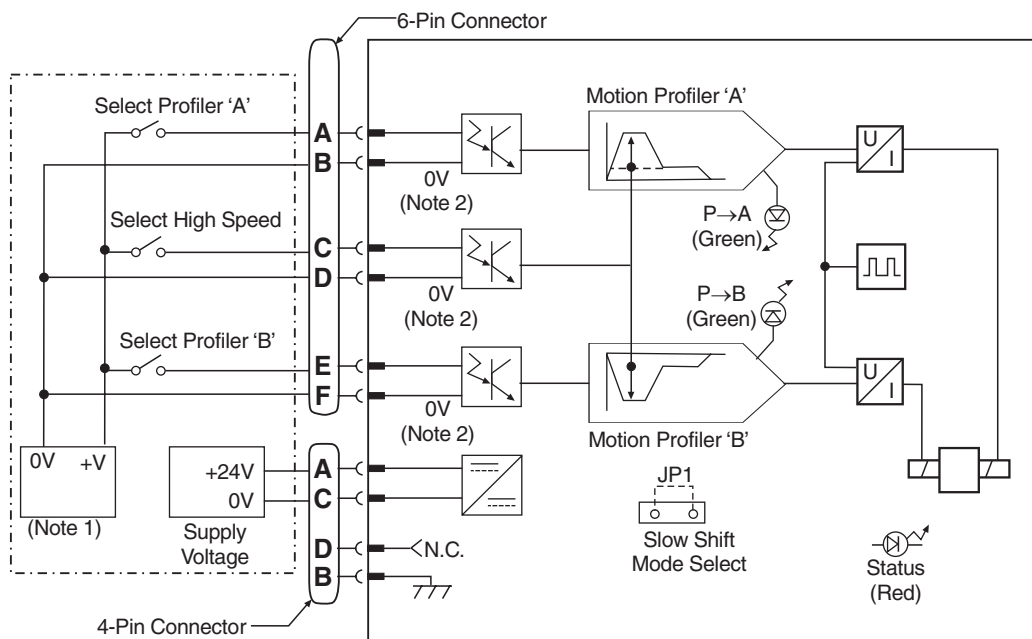 6-Pin Connector
Select Profiler 'A'
A
B
0V
(Note 2)
Motion Profiler 'A'
U
I
P→A
(Green)
Select High Speed
C
D
0V
(Note 2)
P→B
(Green)
Select Profiler 'B'
E
F
0V
(Note 2)
Motion Profiler 'B'
U
I
0V +V
(Note 1)
+24V
0V
Supply
Voltage
A
C
D
B
N.C.
JP1
Slow Shift
Mode Select
Status
(Red)
4-Pin Connector